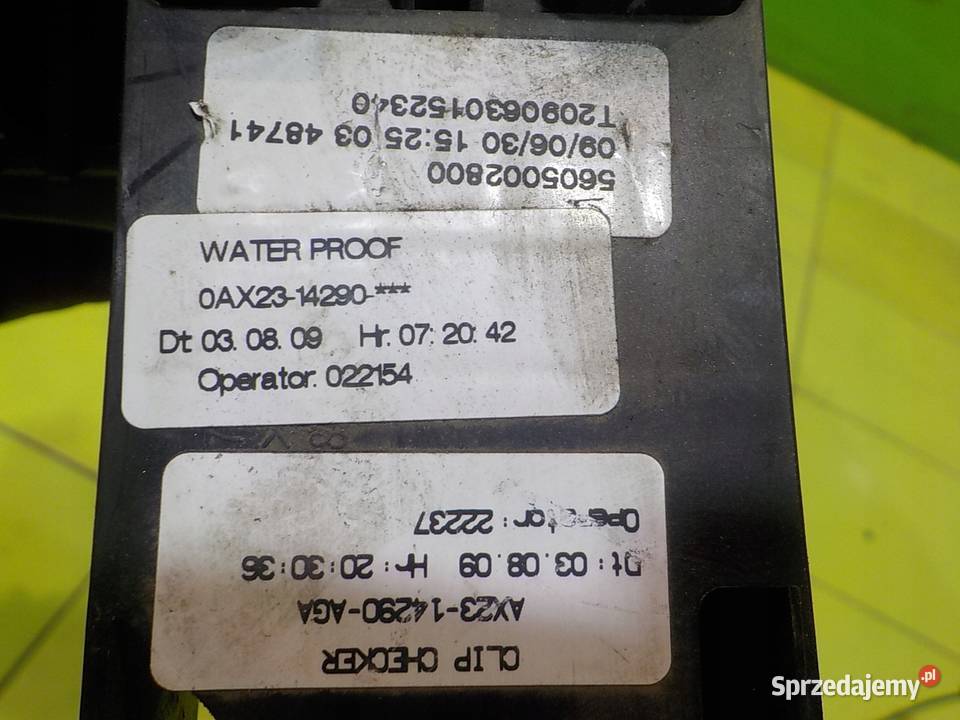 5605002800
09/06/30 15:25 03 48741
T209063015234 0
WATER PROOF
0AX23-14290-***
Dt 03. 08. 09 Hr. 07: 20: 42
Operator. 022154
CLIP CHECKER
AX23-14290-AGA
Dt: 03. 08. 09 Hr: 20:30:36
22237
Sprzedajemy.pl